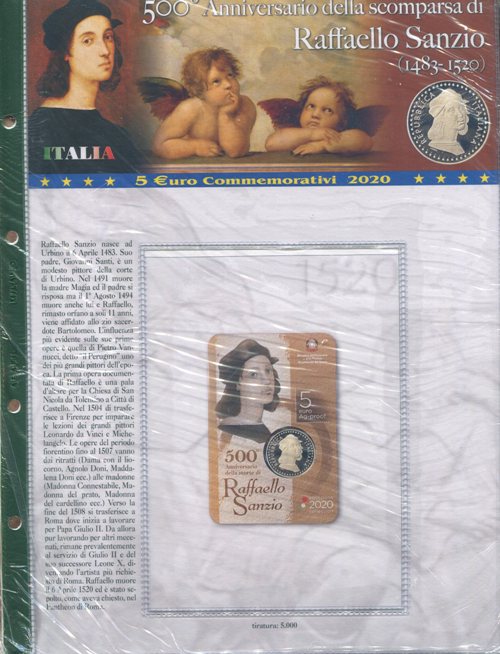 500° Anniversario della scomparsa di
Raffaello Sanzio
(1483-1520)
ITALIA
5 €uro Commemorativi 2020
Raffaello Sanzio nasce ad
Urbino a 6 Aprile 1483. Suo
padre, Giovanni Santi, è un
modesto pittore della corte
di Urbino. Nel 1491 muore
la madre Magia ed il padre si
risposa ma il 1° Agosto 1494
muore anche lui e Raffaello,
rimasto orfano a soli 11 anni,
viene affidato allo zio sacer-
dote Bartolomeo. L'influenza
più evidente sulle sue prime
opere è quella di Pietro Van-
nucci, detto "il Perugino" uno
dei più grandi pittori dell'epo-
ca. La prima opera documen-
tata di Raffaello è una pala
d'altare per la Chiesa di San
Nicola da Tolendino a Città di
Castello. Nel 1504 si trasfe-
risce a Firenze per imparare
le lezioni dei grandi pittori
Leonardo da Vinci e Miche-
langelo. Le opere del periodo
fiorentino fino al 1507 vanno
dai ritratti (Dama con il lio-
corno, Agnolo Doni, Madda-
lena Doni ecc.) alle madonne
(Madonna Connestabile, Ma-
donna del prato, Madonna
del cardellino ecc.) Verso la
fine del 1508 si trasferisce a
Roma dove inizia a lavorare
per Papa Giulio II. Da allora
pur lavorando per altri mece-
nati, rimane prevalentemente
al servizio di Giulio II e del
suo successore Leone X, di-
venendo l'artista più richie-
sto di Roma. Raffaello muore
il 6 Aprile 1520 ed è stato se-
polto, come aveva chiesto, nel
Pantheon di Roma.
1920
5
euro
Ag-proof
500°
Anniversario
della morte di
Raffaello
Sanzio
2020
tiratura: 5.000